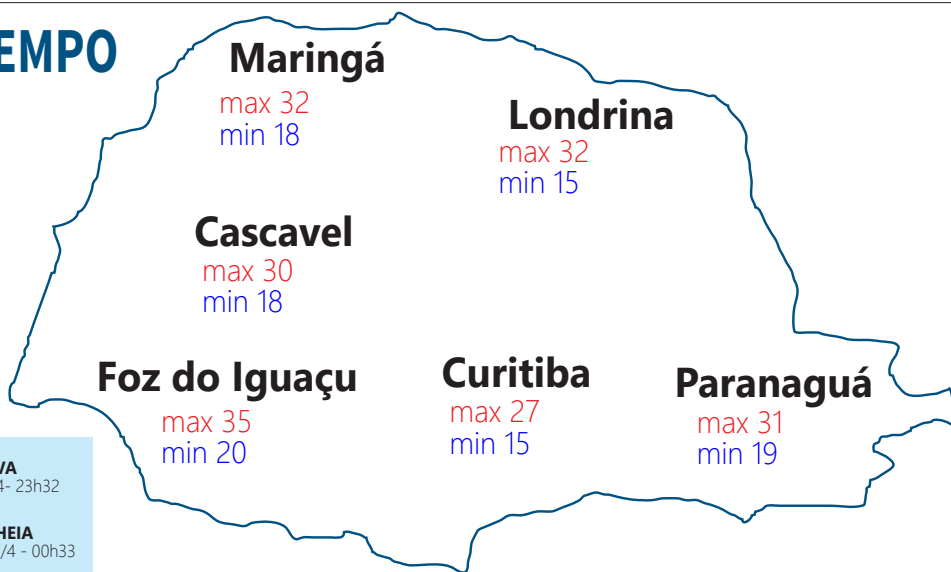 EMPO
Maringá
max 32
min 18
Londrina
max 32
min 15
Cascavel
max 30
min 18
Foz do Iguaçu
max 35
min 20
Curitiba
max 27
min 15
Paranaguá
max 31
min 19
VA
4- 23h32
HEIA
/4 - 00h33